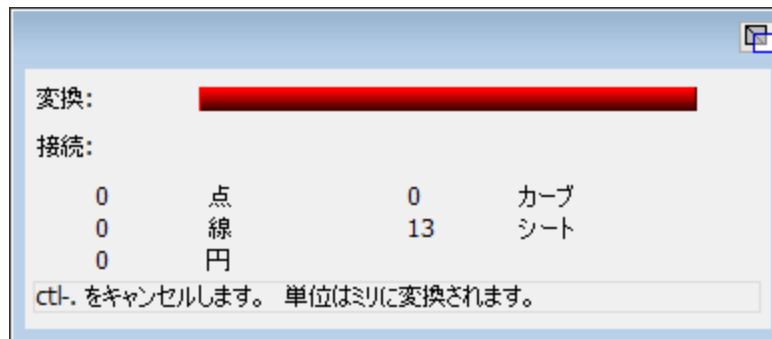 変換:
接続:
0 点 0 カーブ
0 線 13 シート
0 円
ctl-. をキャンセルします。 単位はミリに変換されます。